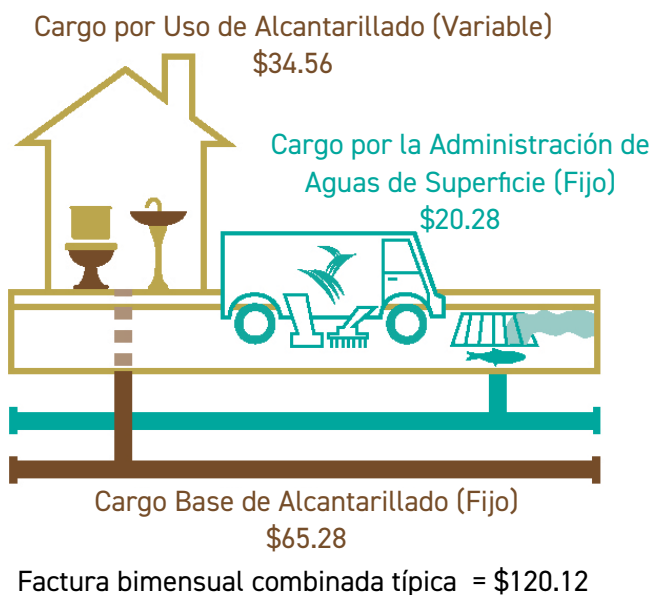 Cargo por Uso de Alcantarillado (Variable)
$34.56
Cargo por la Administración de
Aguas de Superficie (Fijo)
$20.28
Cargo Base de Alcantarillado (Fijo)
$65.28
Factura bimensual combinada típica = $120.12